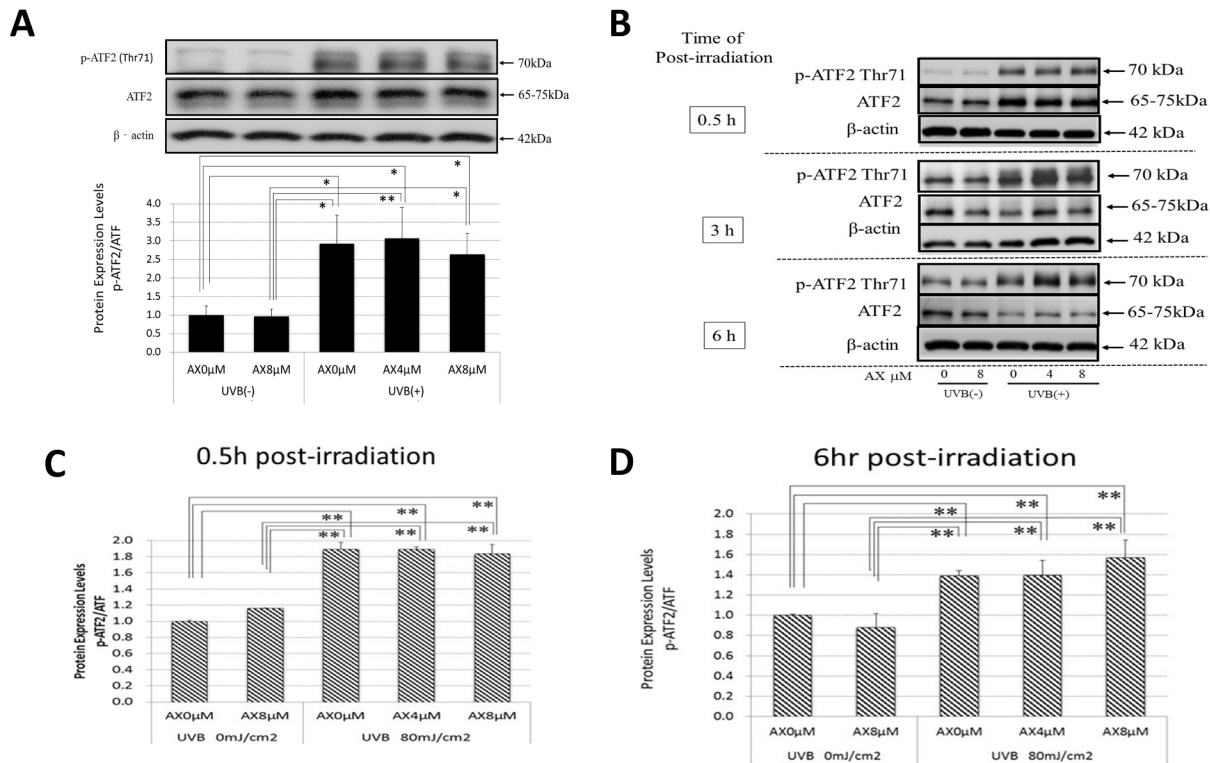 A
p-ATF2 (Thr71)
70kDa
ATF2
65-75kDa
β - actin
42kDa
* * * * ** *
Protein Expression Levels
p-ATF2/ATF
4.0
3.5
3.0
2.5
2.0
1.5
1.0
0.5
0.0
AX0μM AX8μM AX0μM AX4μM AX8μM
UVB(-) UVB(+)
B
Time of
Post-irradiation
p-ATF2 Thr71 70 kDa
0.5 h
ATF2 65-75kDa
β-actin 42 kDa
p-ATF2 Thr71 70 kDa
3 h
ATF2 65-75kDa
β-actin 42 kDa
p-ATF2 Thr71 70 kDa
6 h
ATF2 65-75kDa
β-actin 42 kDa
AX μM 0 8 0 4 8
UVB(-) UVB(+)
C
0.5h post-irradiation
** ** ** ** ** **
Protein Expression Levels
p-ATF2/ATF
2.0
1.8
1.6
1.4
1.2
1.0
0.8
0.6
0.4
0.2
0.0
AX0μM AX8μM AX0μM AX4μM AX8μM
UVB 0mJ/cm2 UVB 80mJ/cm2
D
6hr post-irradiation
** ** ** ** ** **
Protein Expression Levels
p-ATF2/ATF
2.0
1.8
1.6
1.4
1.2
1.0
0.8
0.6
0.4
0.2
0.0
AX0μM AX8μM AX0μM AX4μM AX8μM
UVB 0mJ/cm2 UVB 80mJ/cm2